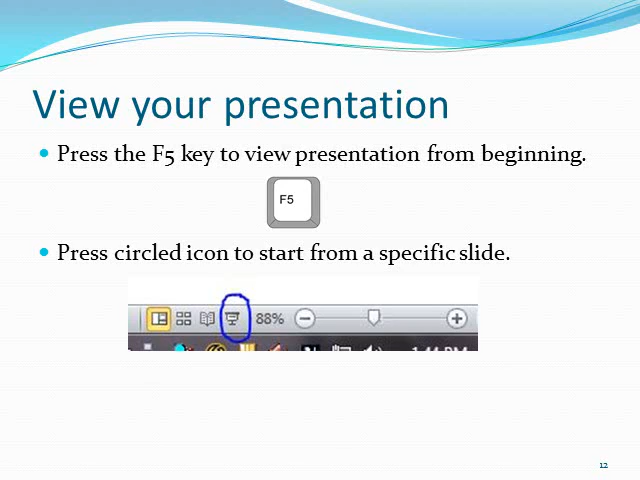 View your presentation
Press the F5 key to view presentation from beginning.
F5
Press circled icon to start from a specific slide.
88%
12